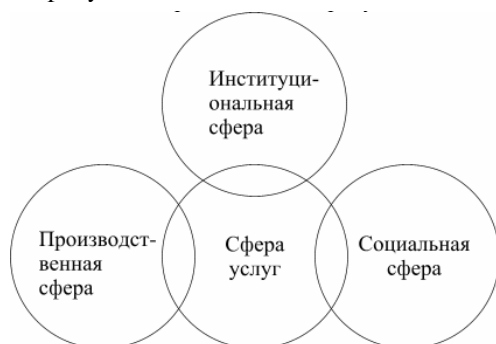 Институци-
ональная
сфера
Производст-
венная
сфера
Сфера
услуг
Социальная
сфера